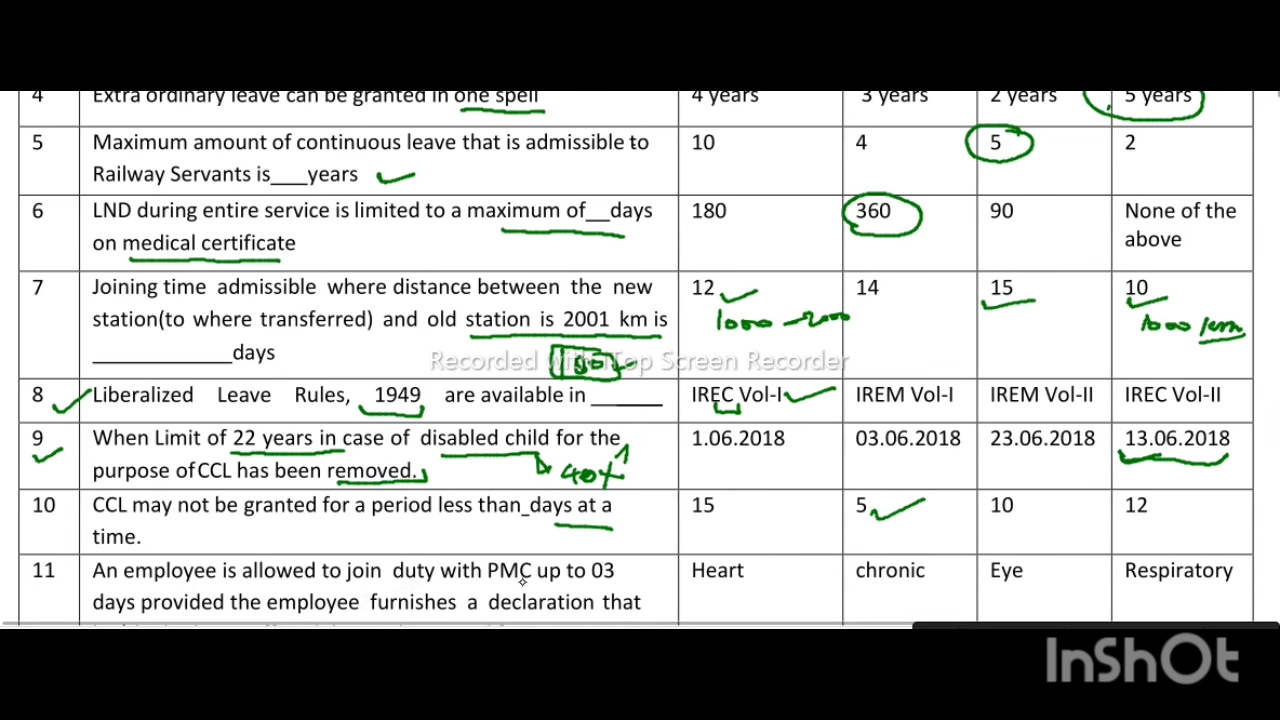 4 Extra ordinary leave can be granted in one spell 4 years 3 years 2 years 5 years
5 Maximum amount of continuous leave that is admissible to 10 4 5 2
Railway Servants is___years
6 LND during entire service is limited to a maximum of__days 180 360 90 None of the
on medical certificate above
7 Joining time admissible where distance between the new 12 14 15 10
station(to where transferred) and old station is 2001 km is 1000 - 2000 1000 km
______________days
Recorded with iTop Screen Recorder
8 Liberalized Leave Rules, 1949 are available in _______ IREC Vol-I IREM Vol-I IREM Vol-II IREC Vol-II
9 When Limit of 22 years in case of disabled child for the 1.06.2018 03.06.2018 23.06.2018 13.06.2018
purpose of CCL has been removed. 40%
10 CCL may not be granted for a period less than_days at a 15 5 10 12
time.
11 An employee is allowed to join duty with PMC up to 03 Heart chronic Eye Respiratory
days provided the employee furnishes a declaration that
InShOt